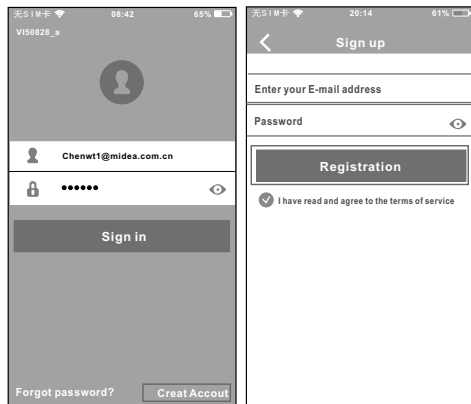 无SIM卡 08:42 65%
VI50828_a
Chenwt1@midea.com.cn
••••••
Sign in
Forgot password? Creat Accout
无SIM卡 20:14 61%
Sign up
Enter your E-mail address
Password
Registration
I have read and agree to the terms of service